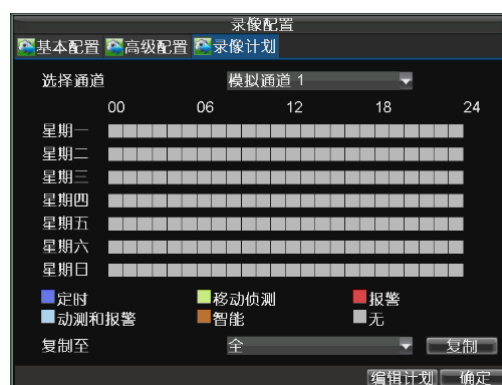 录像配置
基本配置 高级配置 录像计划
选择通道 模拟通道 1
00 06 12 18 24
星期一
星期二
星期三
星期四
星期五
星期六
星期日
定时 移动侦测 报警
动测和报警 智能 无
复制至 全 复制
编辑计划 确定